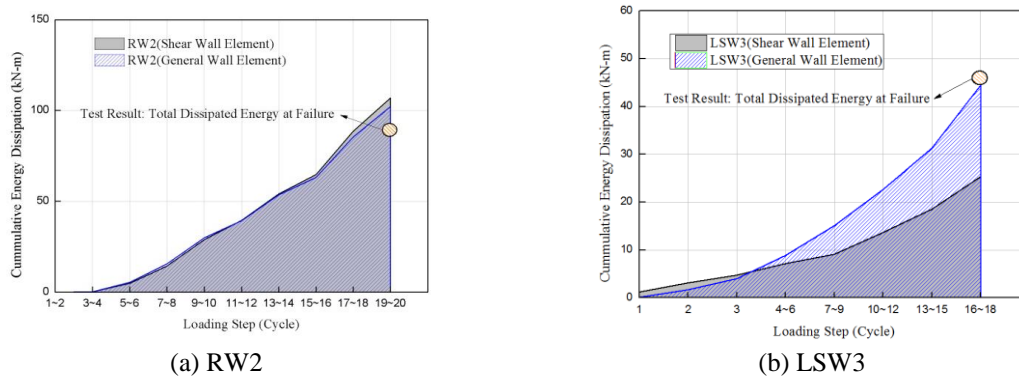 150
100
50
0
Cummulative Energy Dissipation (kN-m)
RW2(Shear Wall Element)
RW2(General Wall Element)
Test Result: Total Dissipated Energy at Failure
1~2 3~4 5~6 7~8 9~10 11~12 13~14 15~16 17~18 19~20
Loading Step (Cycle)
(a) RW2
60
50
40
30
20
10
0
Cummulative Energy Dissipation (kN-m)
LSW3(Shear Wall Element)
LSW3(General Wall Element)
Test Result: Total Dissipated Energy at Failure
1 2 3 4~6 7~9 10~12 13~15 16~18
Loading Step (Cycle)
(b) LSW3